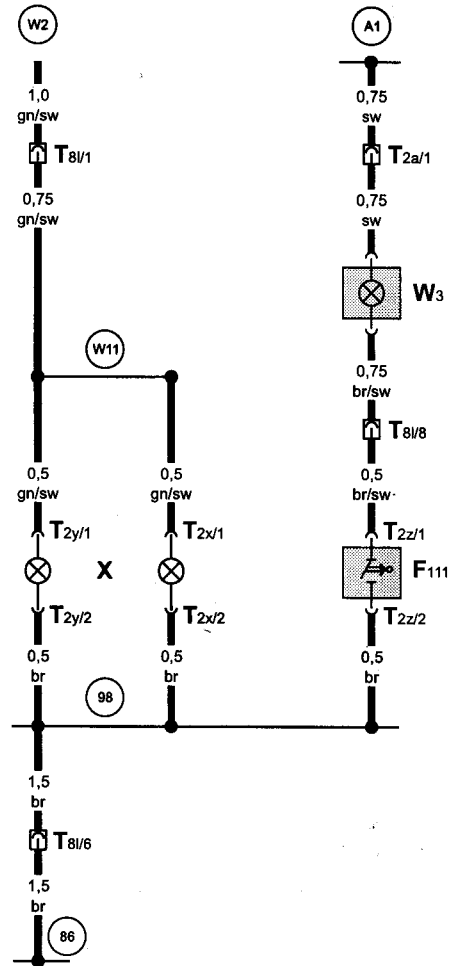 W2
A1
1,0
gn/sw
0,75
sw
T8l/1
T2a/1
0,75
gn/sw
0,75
sw
W3
W11
0,75
br/sw
T8l/8
0,5
gn/sw
0,5
gn/sw
0,5
br/sw
T2y/1
T2x/1
T2z/1
X
F111
T2y/2
T2x/2
T2z/2
0,5
br
0,5
br
0,5
br
98
1,5
br
T8l/6
1,5
br
86